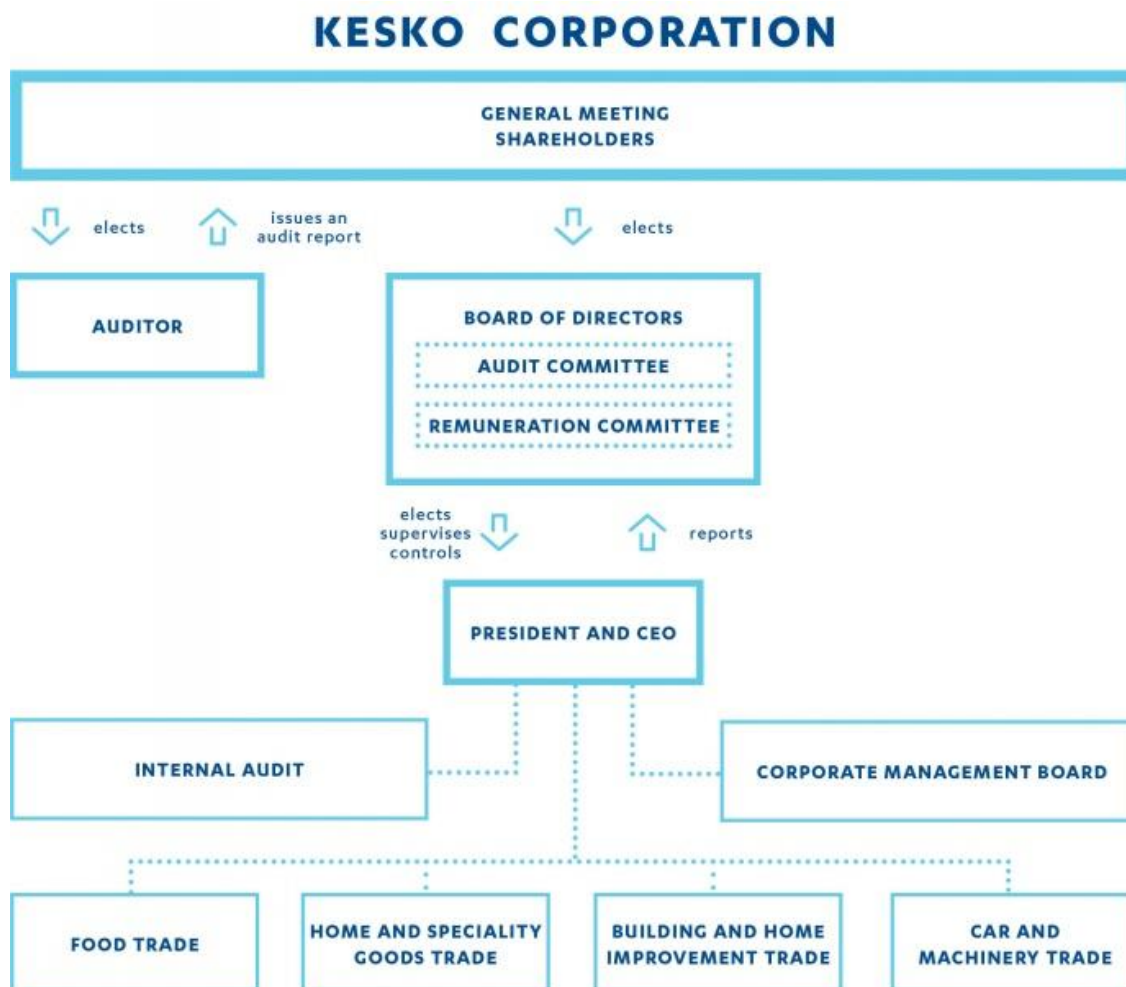 KESKO CORPORATION
GENERAL MEETING
SHAREHOLDERS
elects
issues an
audit report
elects
AUDITOR
BOARD OF DIRECTORS
AUDIT COMMITTEE
REMUNERATION COMMITTEE
elects
supervises
controls
reports
PRESIDENT AND CEO
INTERNAL AUDIT
CORPORATE MANAGEMENT BOARD
FOOD TRADE
HOME AND SPECIALITY
GOODS TRADE
BUILDING AND HOME
IMPROVEMENT TRADE
CAR AND
MACHINERY TRADE